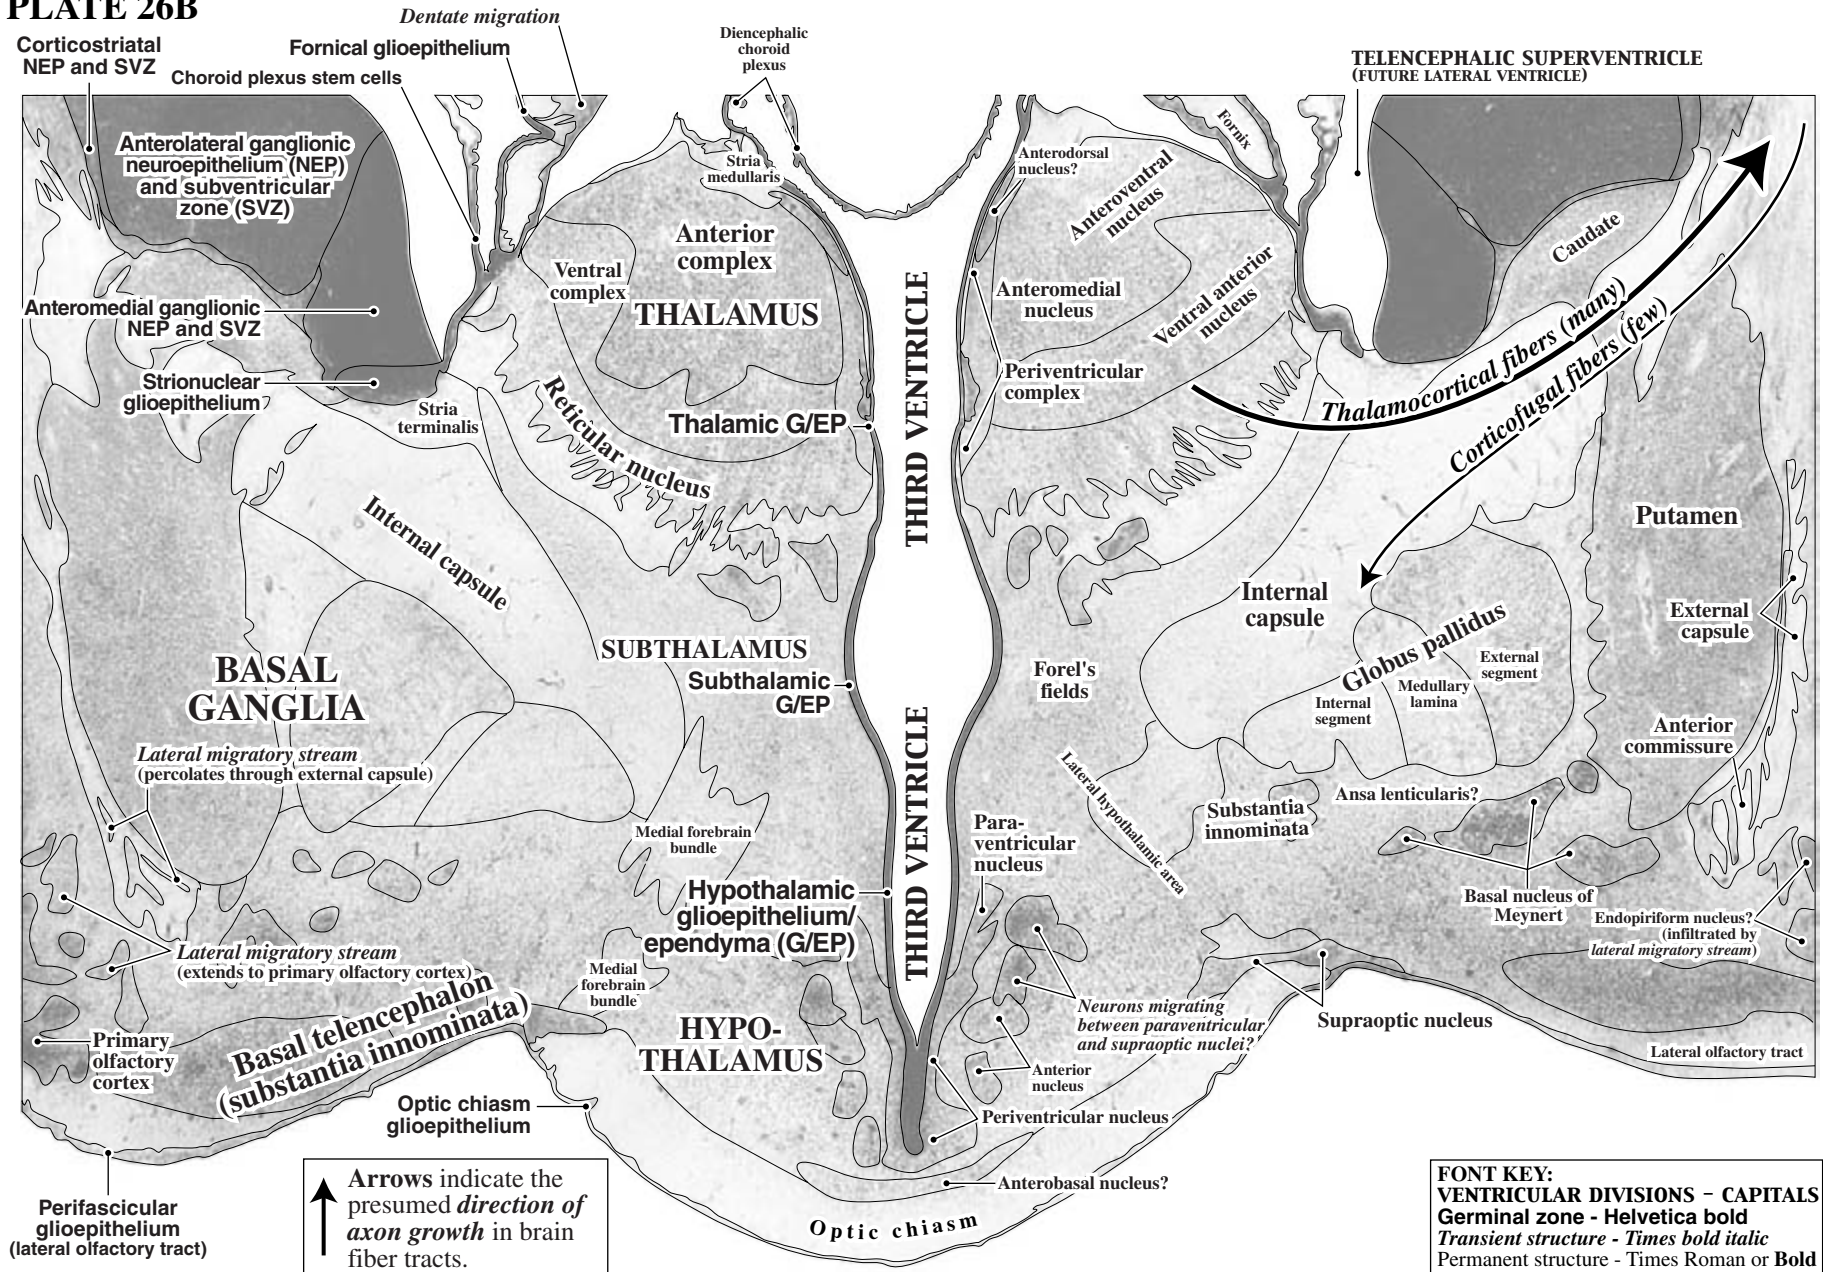 PLATE 26B
Corticostriatal
NEP and SVZ
Dentate migration
Fornical glioepithelium
Choroid plexus stem cells
Diencephalic
choroid
plexus
TELENCEPHALIC SUPERVENTRICLE
(FUTURE LATERAL VENTRICLE)
Anterolateral ganglionic
neuroepithelium (NEP)
and subventricular
zone (SVZ)
Stria
medullaris
Fornix
Anterodorsal
nucleus?
Anteroventral
nucleus
Caudate
Anterior
complex
Ventral
complex
THALAMUS
Anteromedial ganglionic
NEP and SVZ
THIRD VENTRICLE
Anteromedial
nucleus
Ventral anterior
nucleus
Thalamocortical fibers (many)
Corticofugal fibers (few)
Strionuclear
glioepithelium
Stria
terminalis
Reticular nucleus
Thalamic G/EP
Periventricular
complex
Internal capsule
Putamen
Internal
capsule
External
capsule
BASAL
GANGLIA
SUBTHALAMUS
Subthalamic
G/EP
Forel's
fields
Globus pallidus
External
segment
Medullary
lamina
Internal
segment
Anterior
commissure
Lateral migratory stream
(percolates through external capsule)
THIRD VENTRICLE
Lateral hypothalamic area
Ansa lenticularis?
Substantia
innominata
Medial forebrain
bundle
Para-
ventricular
nucleus
Hypothalamic
glioepithelium/
ependyma (G/EP)
Basal nucleus of
Meynert
Endopiriform nucleus?
(infiltrated by
lateral migratory stream)
Lateral migratory stream
(extends to primary olfactory cortex)
Medial
forebrain
bundle
Neurons migrating
between paraventricular
and supraoptic nuclei?
Supraoptic nucleus
Primary
olfactory
cortex
Basal telencephalon
(substantia innominata)
HYPO-
THALAMUS
Lateral olfactory tract
Anterior
nucleus
Optic chiasm
glioepithelium
Periventricular nucleus
Anterobasal nucleus?
Optic chiasm
Perifascicular
glioepithelium
(lateral olfactory tract)
Arrows indicate the
presumed direction of
axon growth in brain
fiber tracts.
FONT KEY:
VENTRICULAR DIVISIONS – CAPITALS
Germinal zone - Helvetica bold
Transient structure - Times bold italic
Permanent structure - Times Roman or Bold